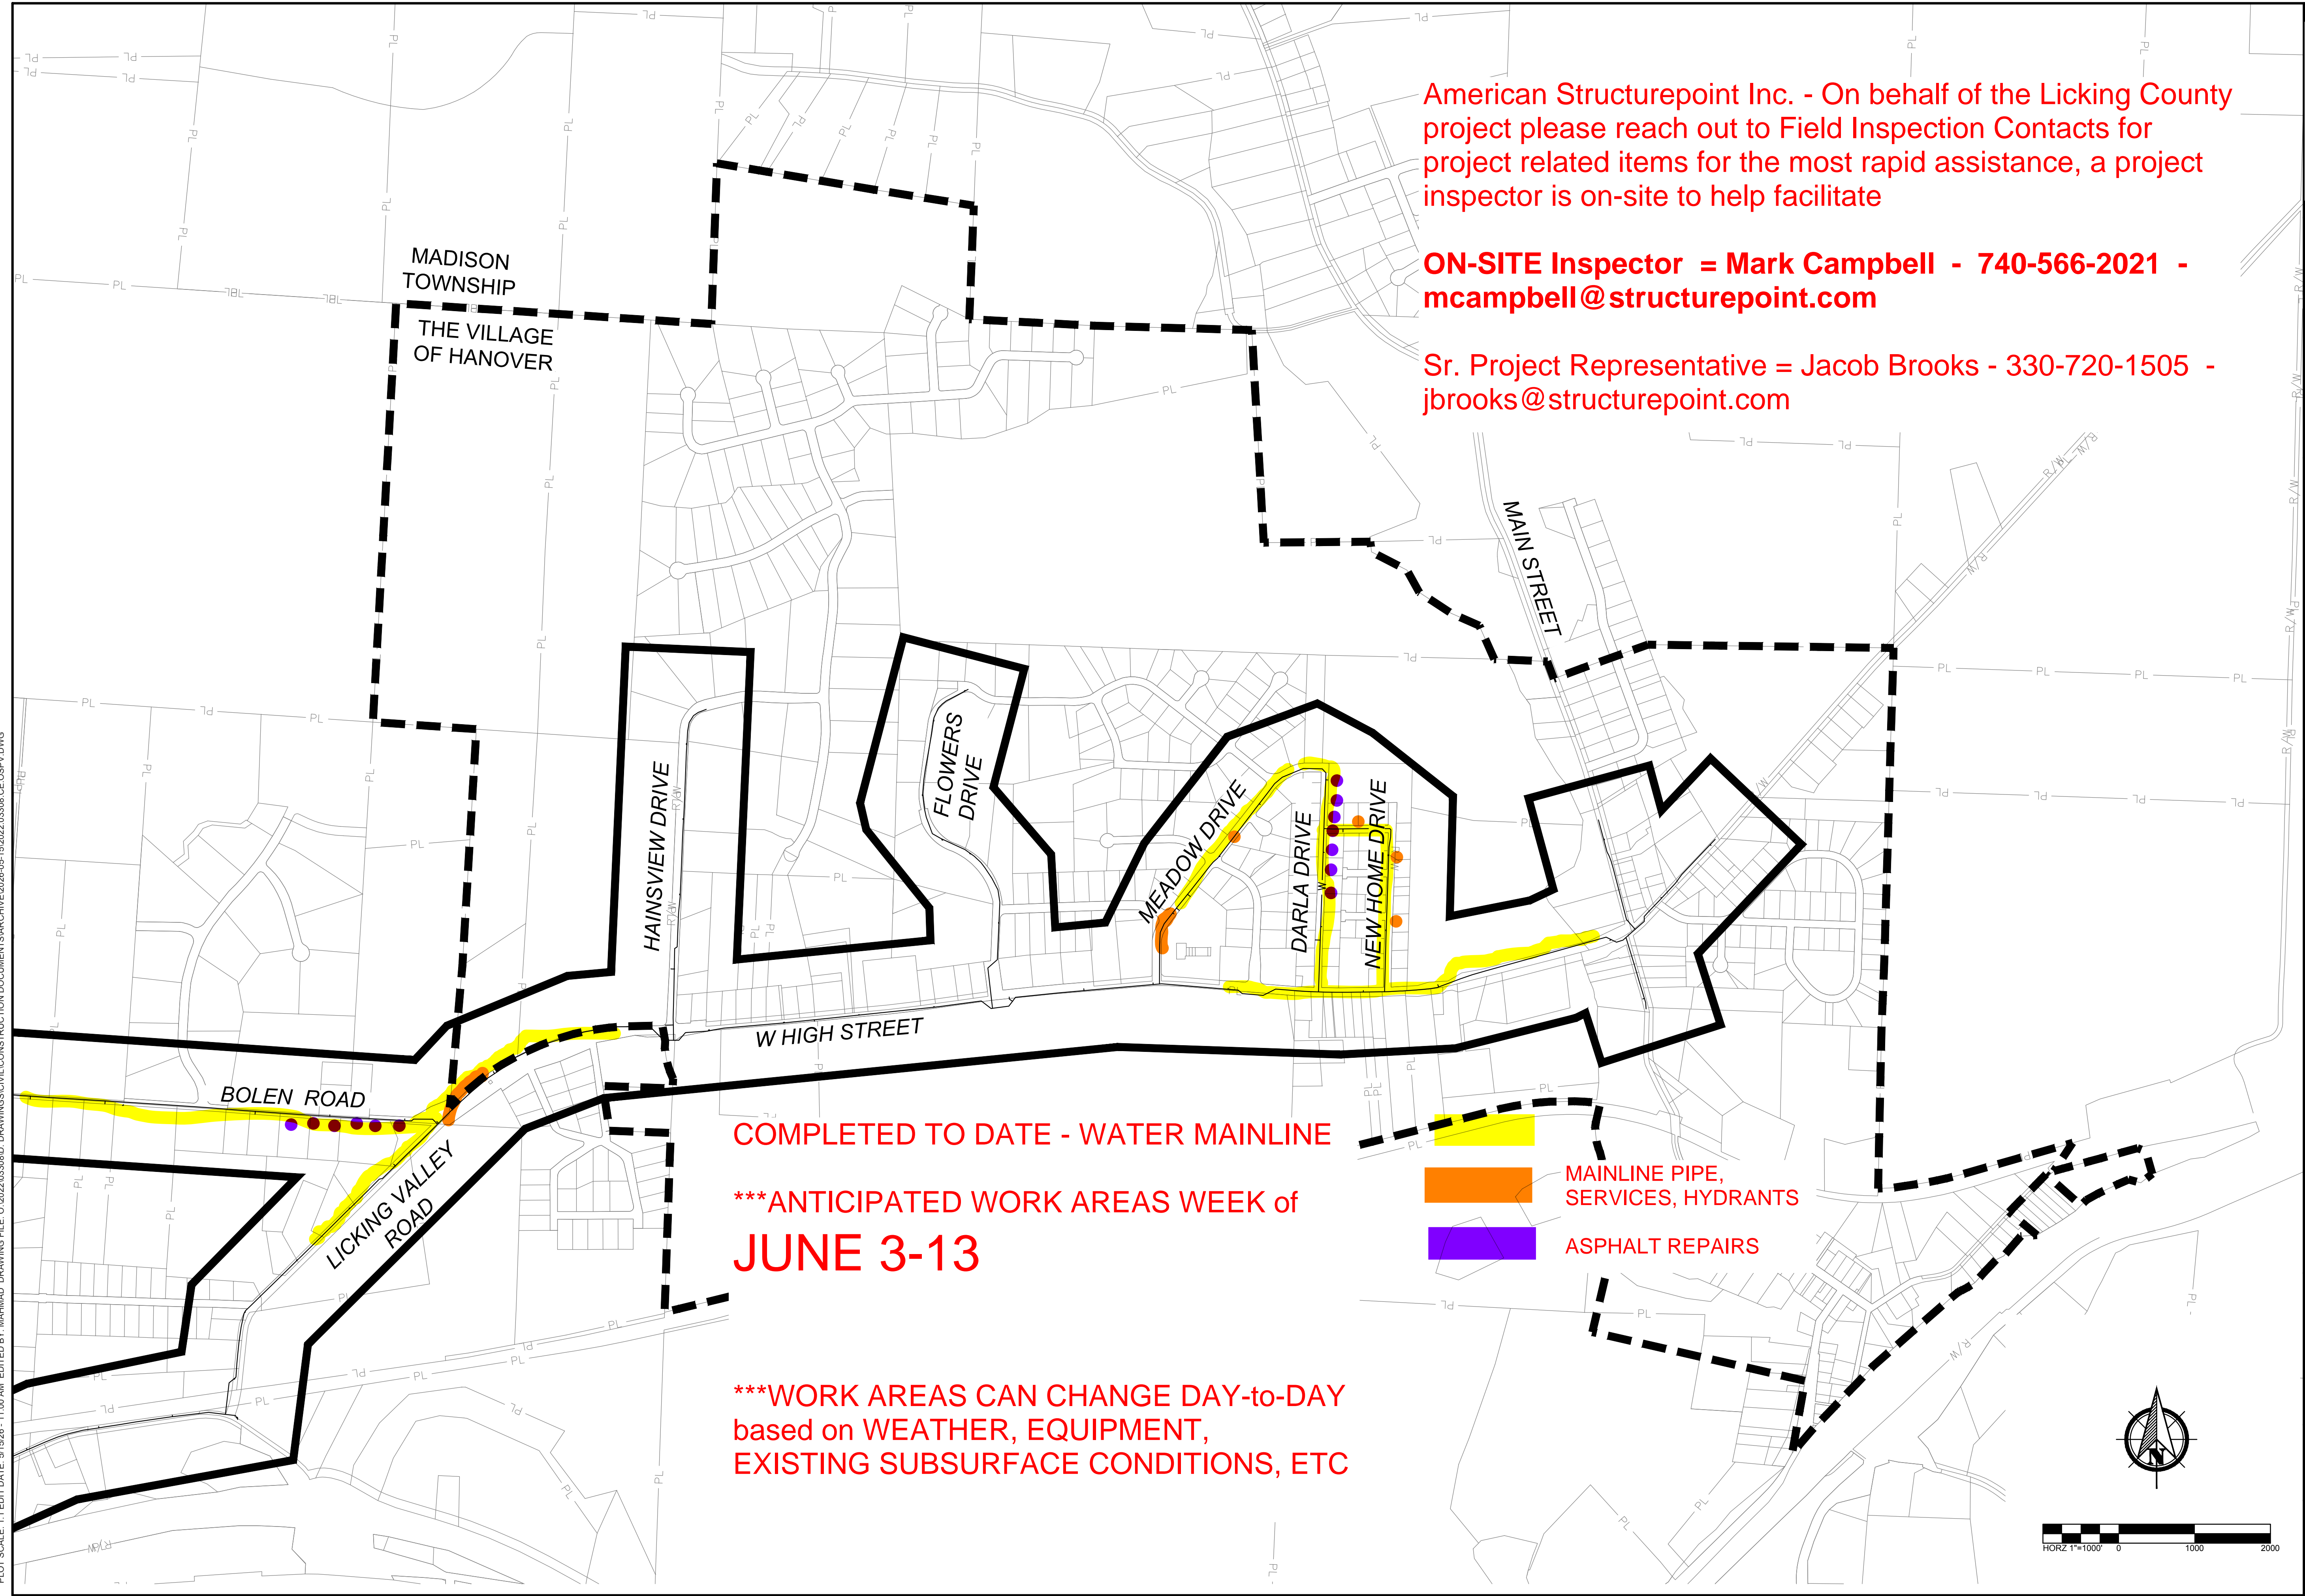 American Structurepoint Inc. - On behalf of the Licking County
project please reach out to Field Inspection Contacts for
project related items for the most rapid assistance, a project
inspector is on-site to help facilitate
ON-SITE Inspector = Mark Campbell - 740-566-2021 -
mcampbell@structurepoint.com
Sr. Project Representative = Jacob Brooks - 330-720-1505 -
jbrooks@structurepoint.com
MADISON
TOWNSHIP
THE VILLAGE
OF HANOVER
MAIN STREET
HAINSVIEW DRIVE
FLOWERS
DRIVE
MEADOW DRIVE
DARLA DRIVE
NEW HOME DRIVE
W HIGH STREET
BOLEN ROAD
LICKING VALLEY
ROAD
COMPLETED TO DATE - WATER MAINLINE
***ANTICIPATED WORK AREAS WEEK of
JUNE 3-13
MAINLINE PIPE,
SERVICES, HYDRANTS
ASPHALT REPAIRS
***WORK AREAS CAN CHANGE DAY-to-DAY
based on WEATHER, EQUIPMENT,
EXISTING SUBSURFACE CONDITIONS, ETC
N
HORZ 1"=1000' 0 1000 2000